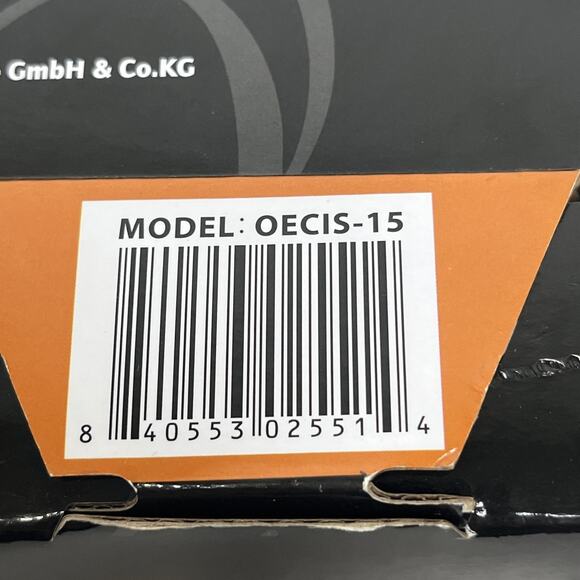 GmbH & Co.KG
MODEL: OECIS-15
8 40553 02551 4